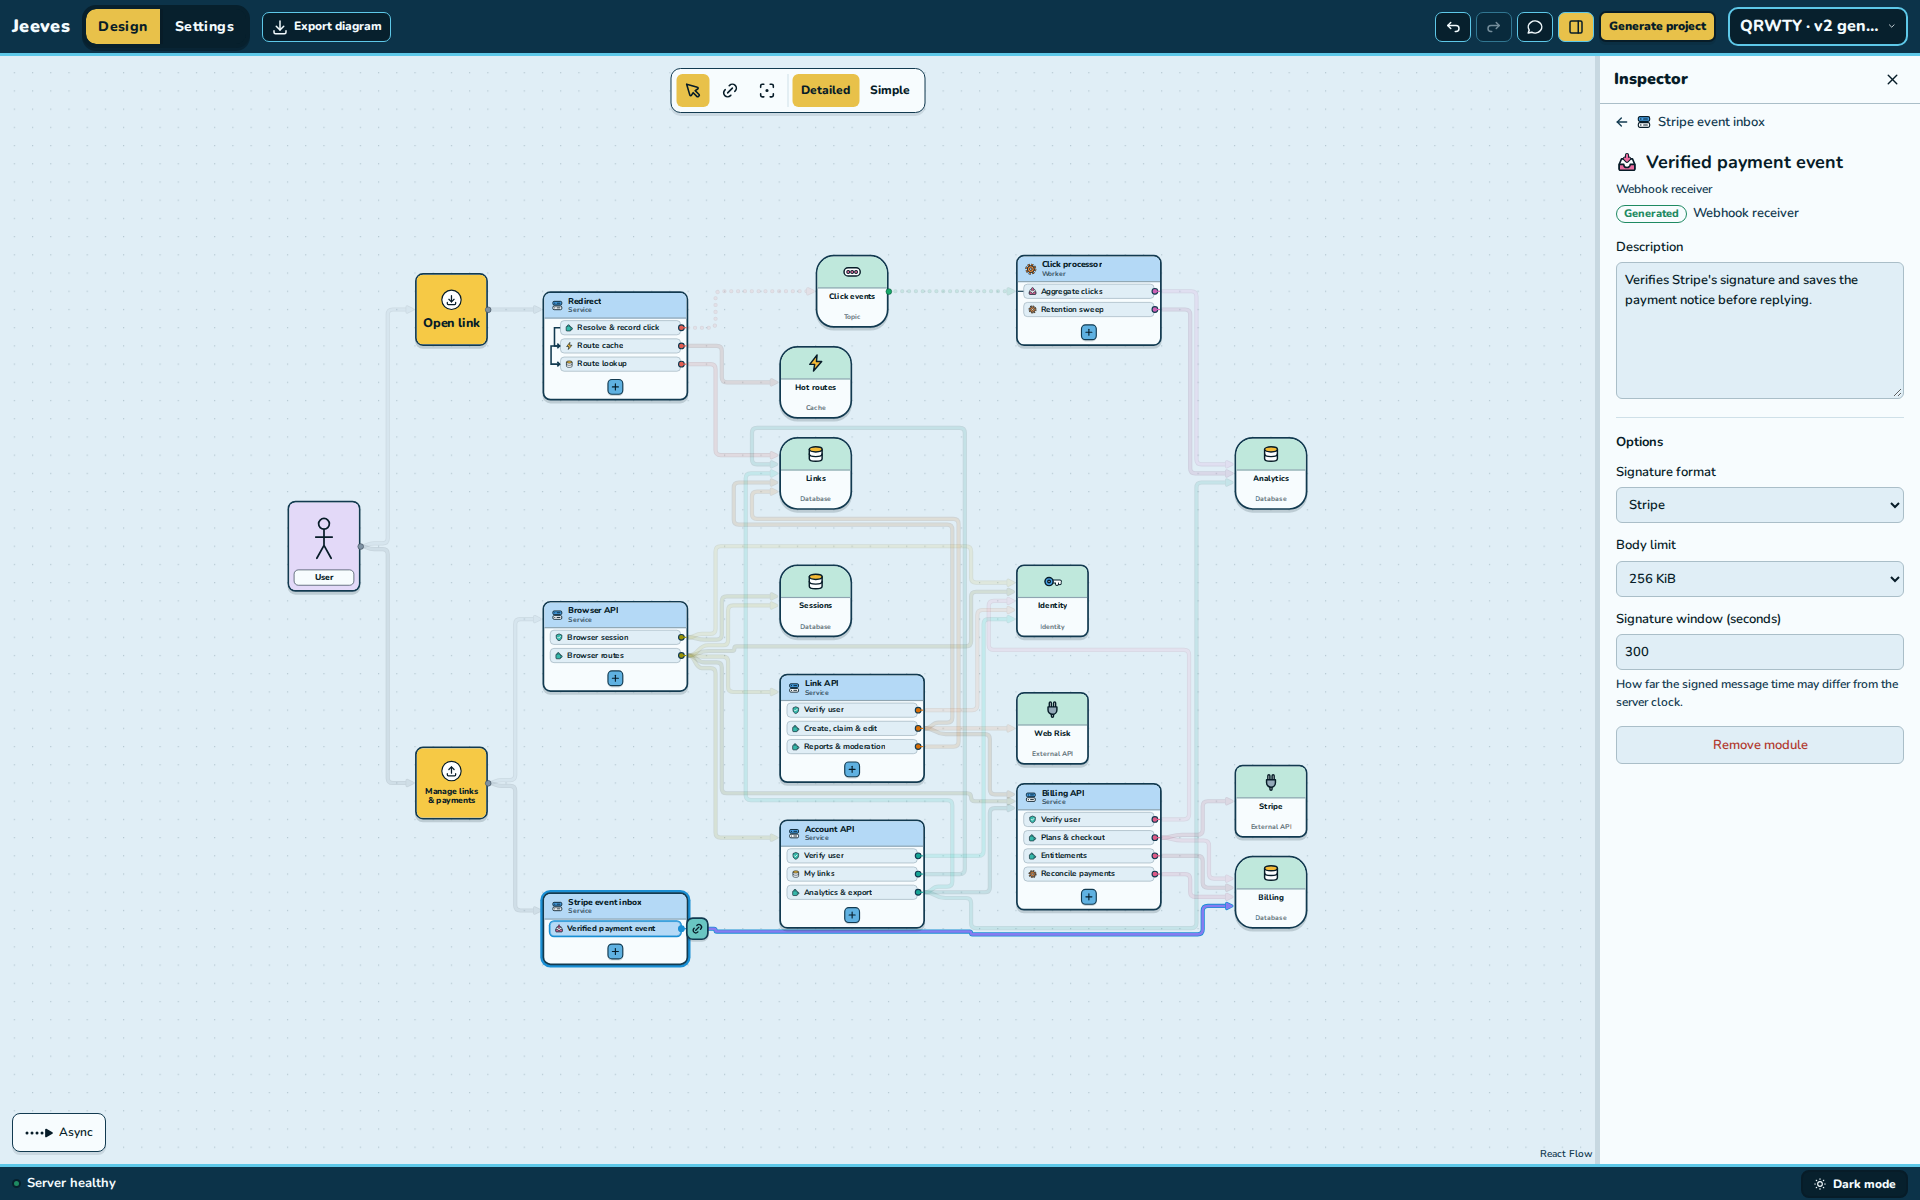 Jeeves
Design
Settings
Export diagram
Generate project
QRWTY · v2 gen...
Detailed
Simple
Open link
Redirect
Service
Resolve & record click
Route cache
Route lookup
Click events
Topic
Hot routes
Cache
Links
Database
Click processor
Worker
Aggregate clicks
Retention sweep
Analytics
Database
User
Browser API
Service
Browser session
Browser routes
Sessions
Database
Identity
Identity
Link API
Service
Verify user
Create, claim & edit
Reports & moderation
Web Risk
External API
Manage links
& payments
Account API
Service
Verify user
My links
Analytics & export
Billing API
Service
Verify user
Plans & checkout
Entitlements
Reconcile payments
Stripe
External API
Billing
Database
Stripe event inbox
Service
Verified payment event
Async
React Flow
Inspector
Stripe event inbox
Verified payment event
Webhook receiver
Generated
Webhook receiver
Description
Verifies Stripe's signature and saves the
payment notice before replying.
Options
Signature format
Stripe
Body limit
256 KiB
Signature window (seconds)
300
How far the signed message time may differ from the
server clock.
Remove module
Server healthy
Dark mode